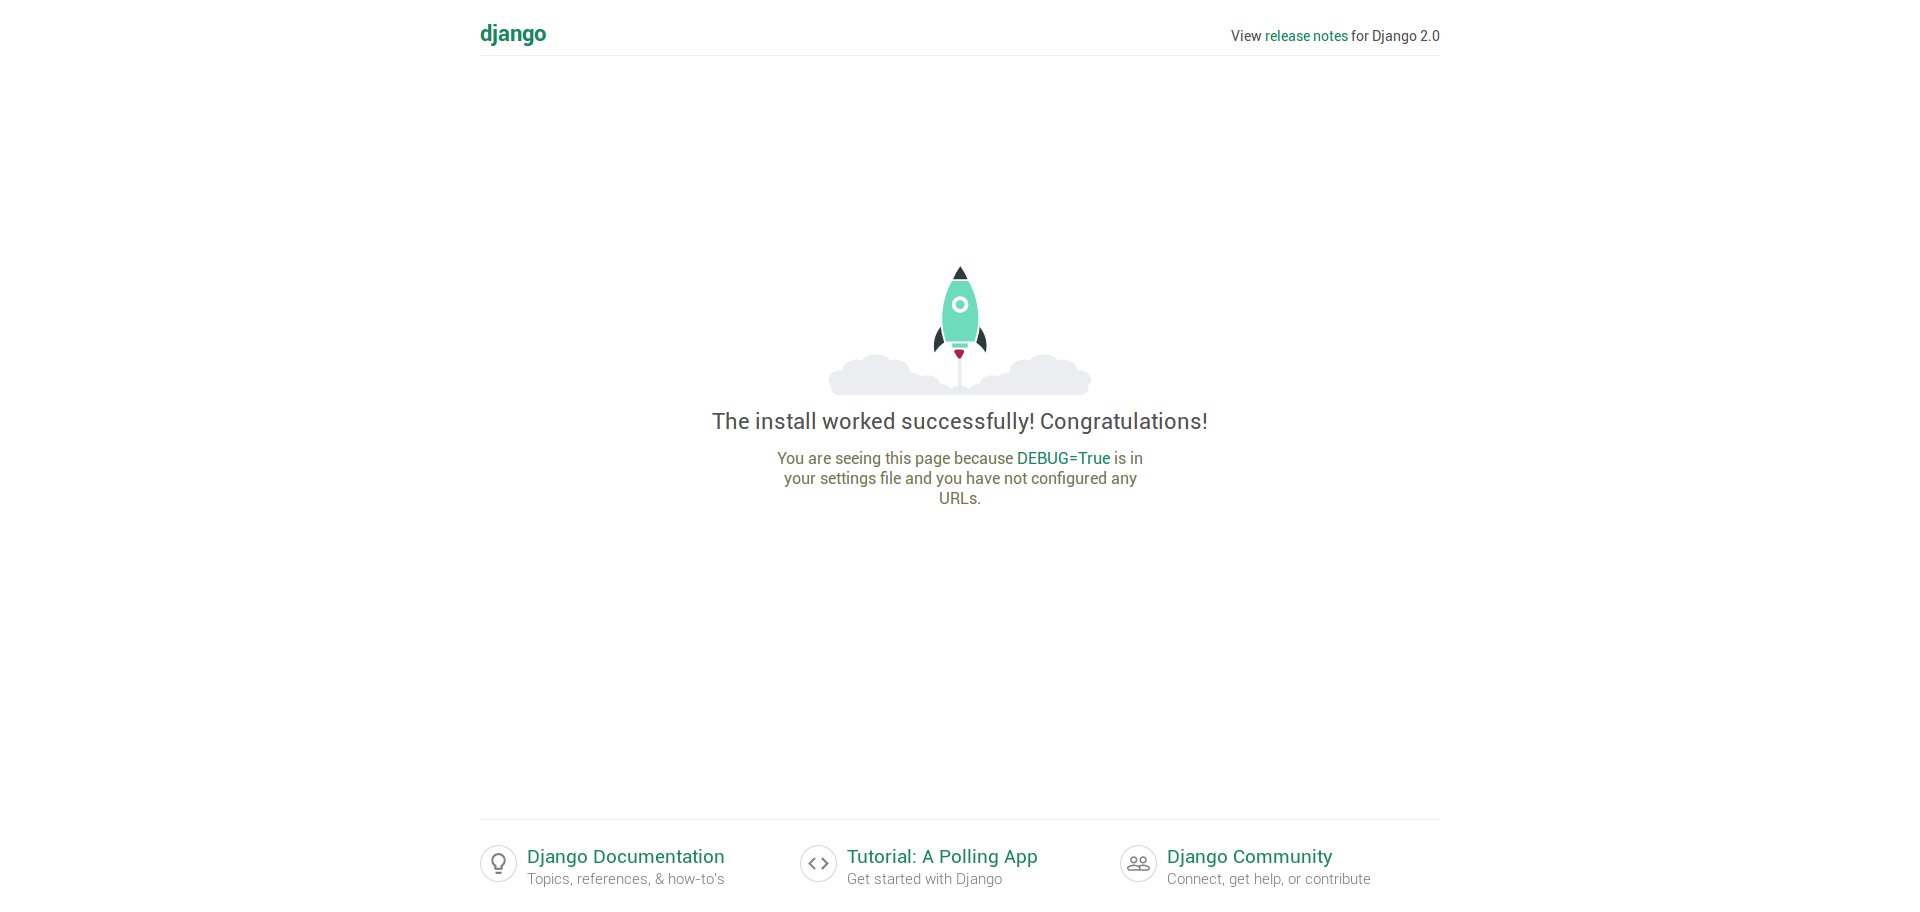 django
View release notes for Django 2.0
The install worked successfully! Congratulations!
You are seeing this page because DEBUG=True is in
your settings file and you have not configured any
URLs.
Django Documentation
Topics, references, & how-to's
Tutorial: A Polling App
Get started with Django
Django Community
Connect, get help, or contribute